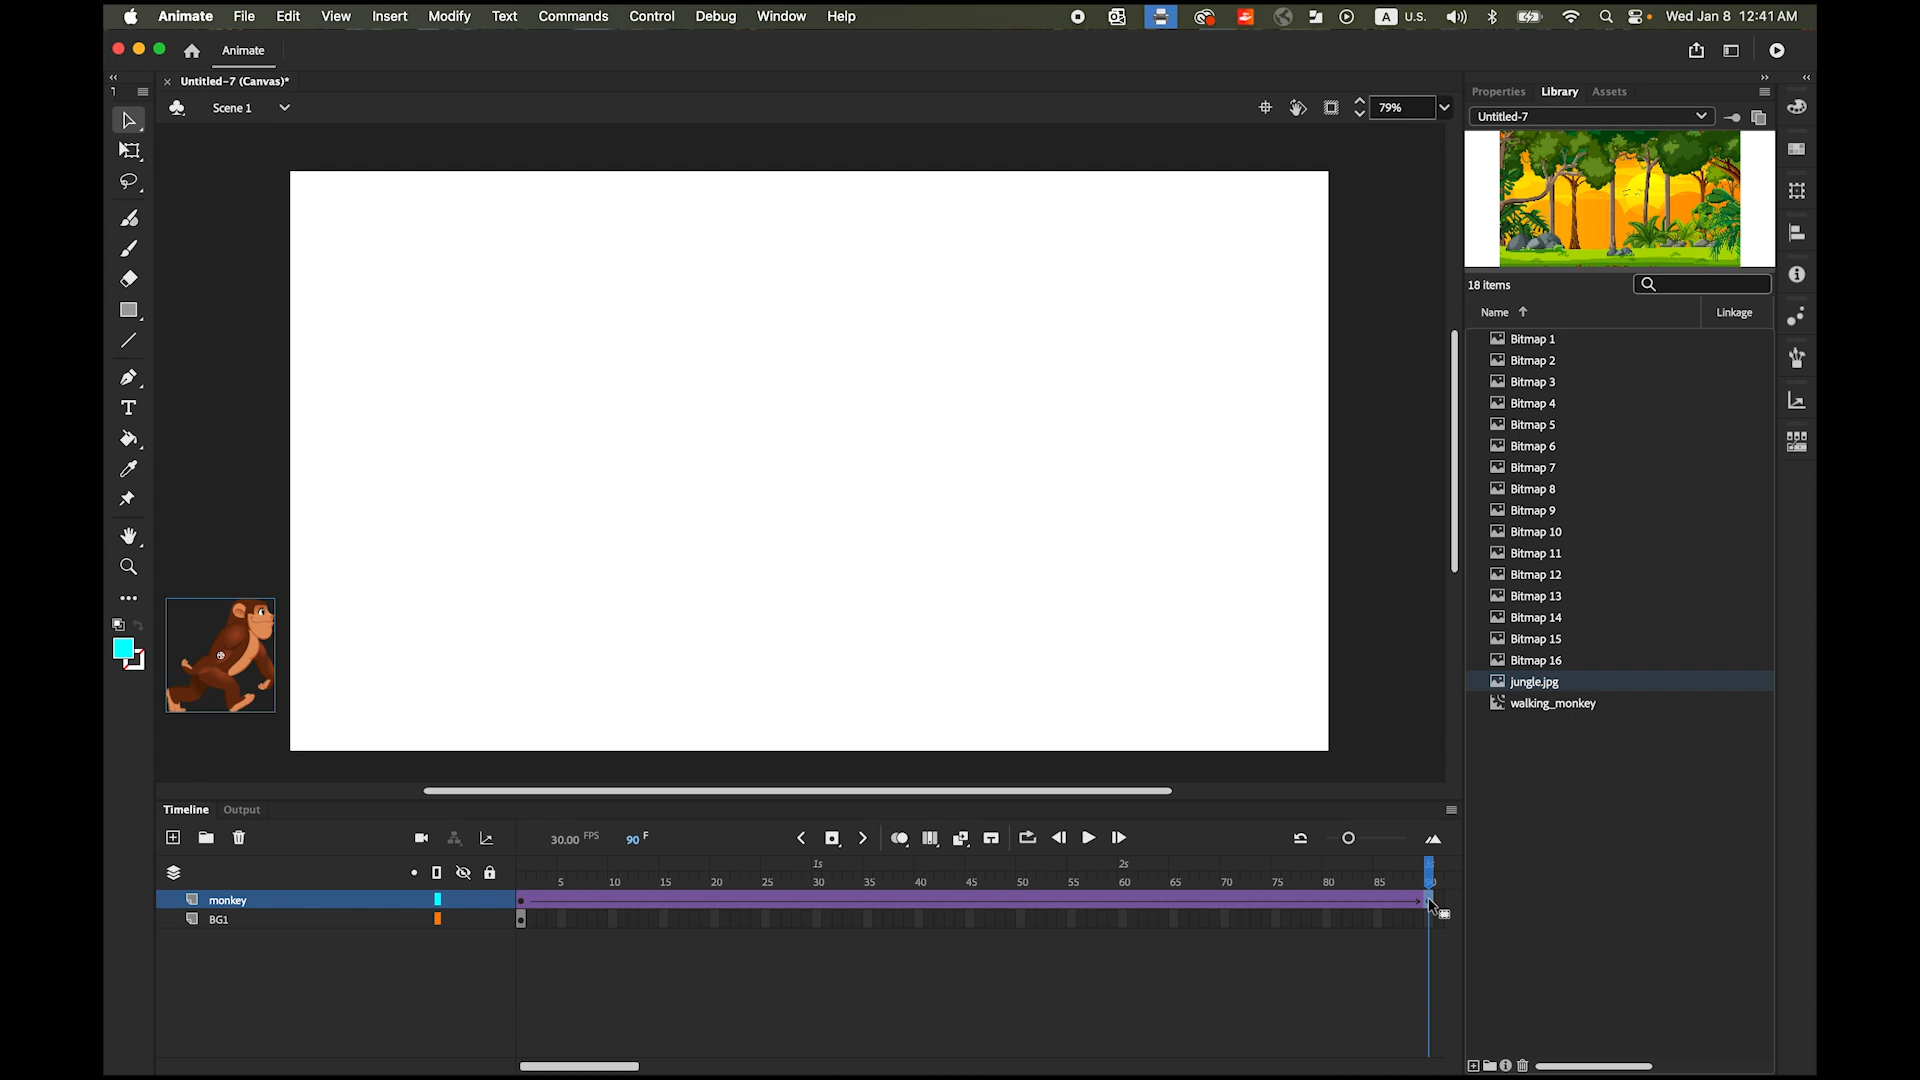 Animate File Edit View Insert Modify Text Commands Control Debug Window Help A U.S. Wed Jan 8 12:41 AM
Animate
Untitled-7 (Canvas)*
Scene 1 79%
Properties Library Assets
Untitled-7
18 items
Name Linkage
Bitmap 1
Bitmap 2
Bitmap 3
Bitmap 4
Bitmap 5
Bitmap 6
Bitmap 7
Bitmap 8
Bitmap 9
Bitmap 10
Bitmap 11
Bitmap 12
Bitmap 13
Bitmap 14
Bitmap 15
Bitmap 16
jungle.jpg
walking_monkey
Timeline Output
30.00 FPS 90 F
1s 2s 3s
5 10 15 20 25 30 35 40 45 50 55 60 65 70 75 80 85 90
monkey
BG1